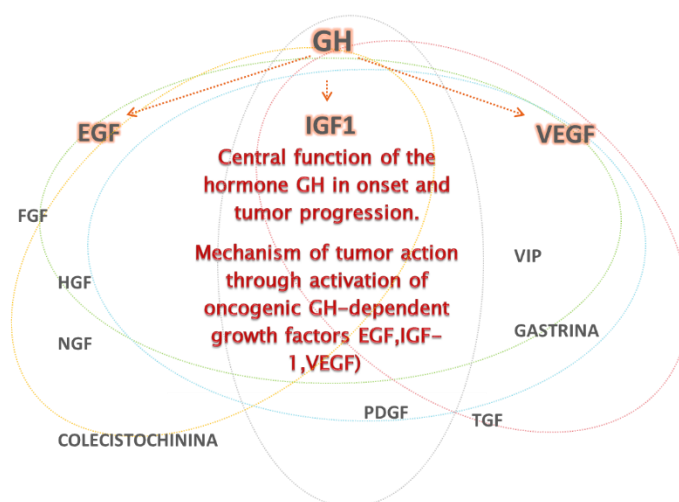 GH
EGF
IGF1
VEGF
Central function of the
hormone GH in onset and
tumor progression.
Mechanism of tumor action
through activation of
oncogenic GH-dependent
growth factors EGF,IGF-
1,VEGF)
FGF
HGF
NGF
COLECISTOCHININA
VIP
GASTRINA
PDGF
TGF